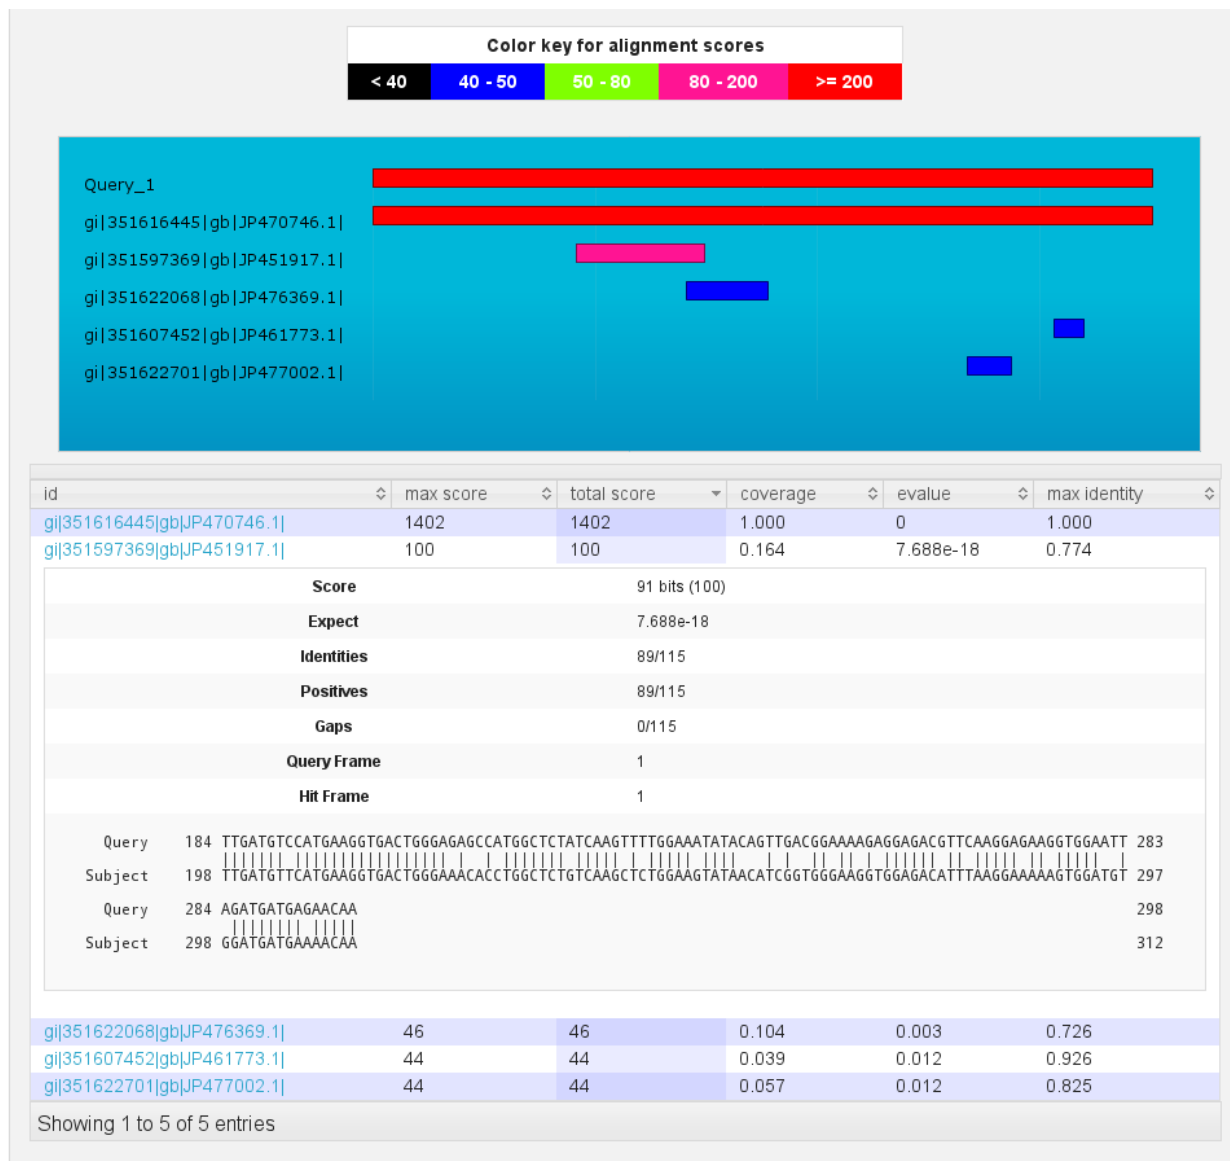 Color key for alignment scores
< 40 40 - 50 50 - 80 80 - 200 >= 200
Query_1
gi|351616445|gb|JP470746.1|
gi|351597369|gb|JP451917.1|
gi|351622068|gb|JP476369.1|
gi|351607452|gb|JP461773.1|
gi|351622701|gb|JP477002.1|
id max score total score coverage evalue max identity
gi|351616445|gb|JP470746.1| 1402 1402 1.000 0 1.000
gi|351597369|gb|JP451917.1| 100 100 0.164 7.688e-18 0.774
Score 91 bits (100)
Expect 7.688e-18
Identities 89/115
Positives 89/115
Gaps 0/115
Query Frame 1
Hit Frame 1
Query 184 TTGATGTCCATGAAGGTGACTGGGAGAGCCATGGCTCTATCAAGTTTTGGAAATATACAGTTGACGGAAAAGAGGAGACGTTCAAGGAGAAGGTGGAATT 283
Subject 198 TTGATGTTCATGAAGGTGACTGGGAAACACCTGGCTCTGTCAAGCTCTGGAAGTATAACATCGGTGGGAAGGTGGAGACATTTAAGGAAAAAGTGGATGT 297
Query 284 AGATGATGAGAACAA 298
Subject 298 GGATGATGAAAACAA 312
gi|351622068|gb|JP476369.1| 46 46 0.104 0.003 0.726
gi|351607452|gb|JP461773.1| 44 44 0.039 0.012 0.926
gi|351622701|gb|JP477002.1| 44 44 0.057 0.012 0.825
Showing 1 to 5 of 5 entries